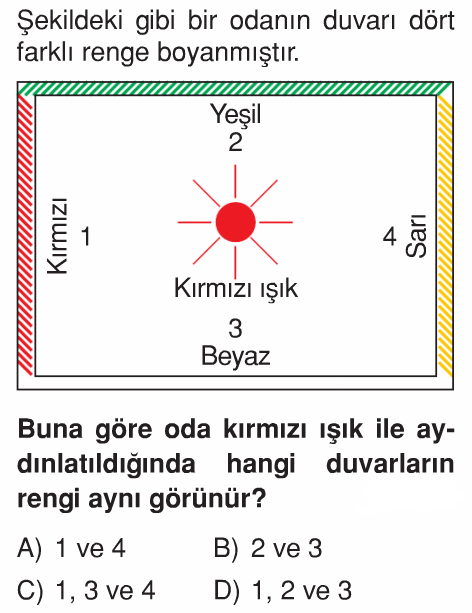 Şekildeki gibi bir odanın duvarı dört
farklı renge boyanmıştır.
Yeşil
2
Kırmızı
1
4
Sarı
Kırmızı ışık
3
Beyaz
Buna göre oda kırmızı ışık ile ay-
dınlatıldığında hangi duvarların
rengi aynı görünür?
A) 1 ve 4
B) 2 ve 3
C) 1, 3 ve 4
D) 1, 2 ve 3